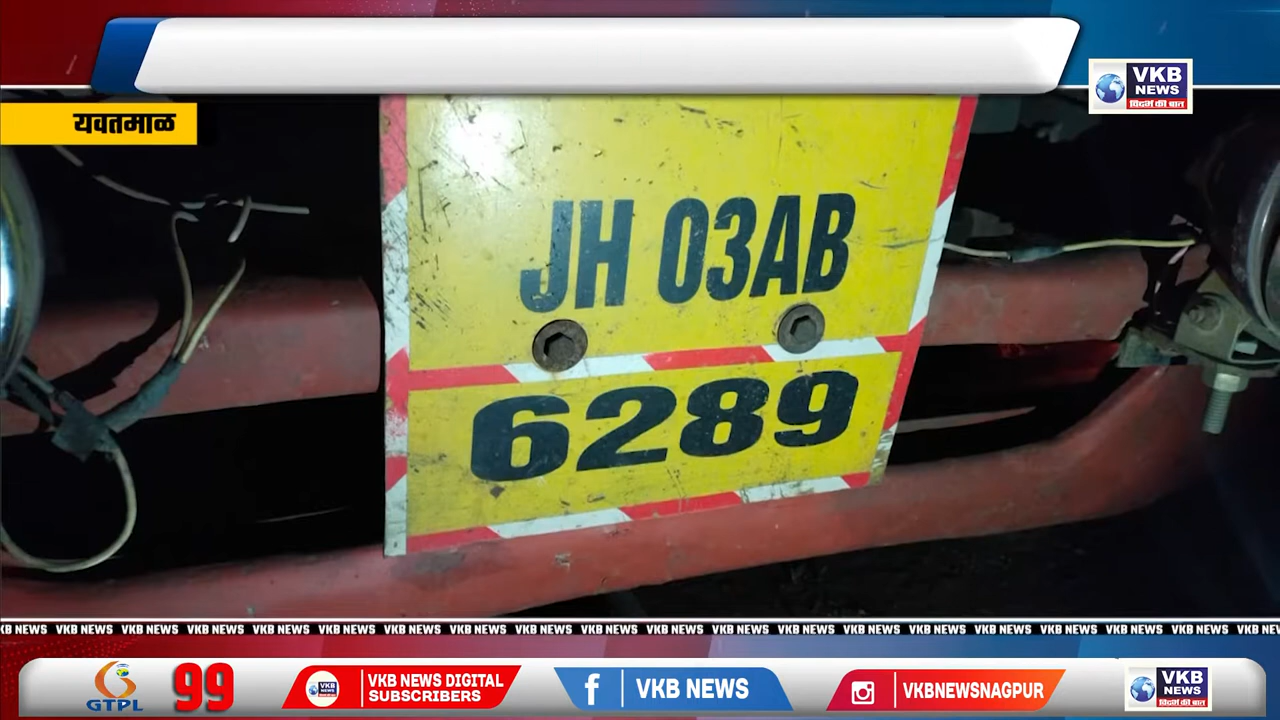 VKB
NEWS
विदर्भ की बात
यवतमाळ
JH 03AB
6289
VKB NEWS VKB NEWS VKB NEWS VKB NEWS VKB NEWS VKB NEWS VKB NEWS VKB NEWS VKB NEWS VKB NEWS VKB NEWS VKB NEWS VKB NEWS VKB NEWS VKB NEWS VKB NEWS VKB NEWS VKB NEWS VKB NEWS
GTPL
99
VKB
NEWS
VKB NEWS DIGITAL
SUBSCRIBERS
f
VKB NEWS
VKBNEWSNAGPUR
VKB
NEWS
विदर्भ की बात